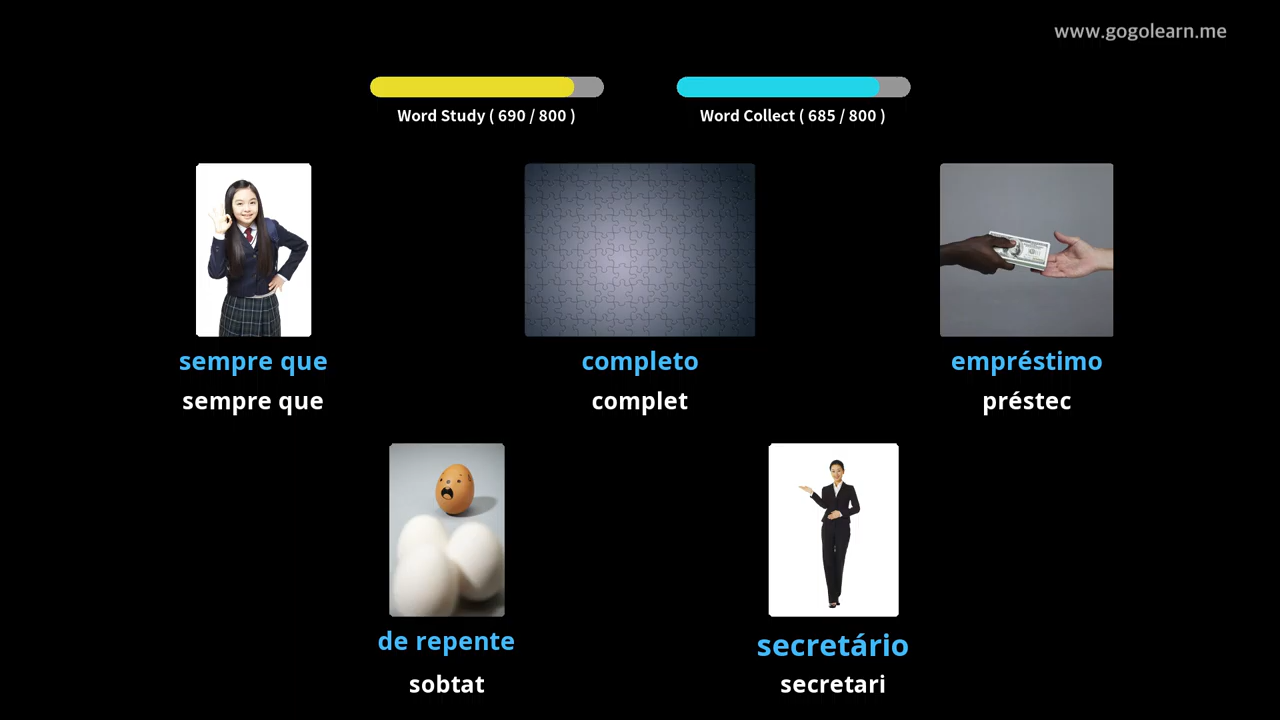 www.gogolearn.me
Word Study ( 690 / 800 )
Word Collect ( 685 / 800 )
sempre que
sempre que
completo
complet
empréstimo
préstec
de repente
sobtat
secretário
secretari